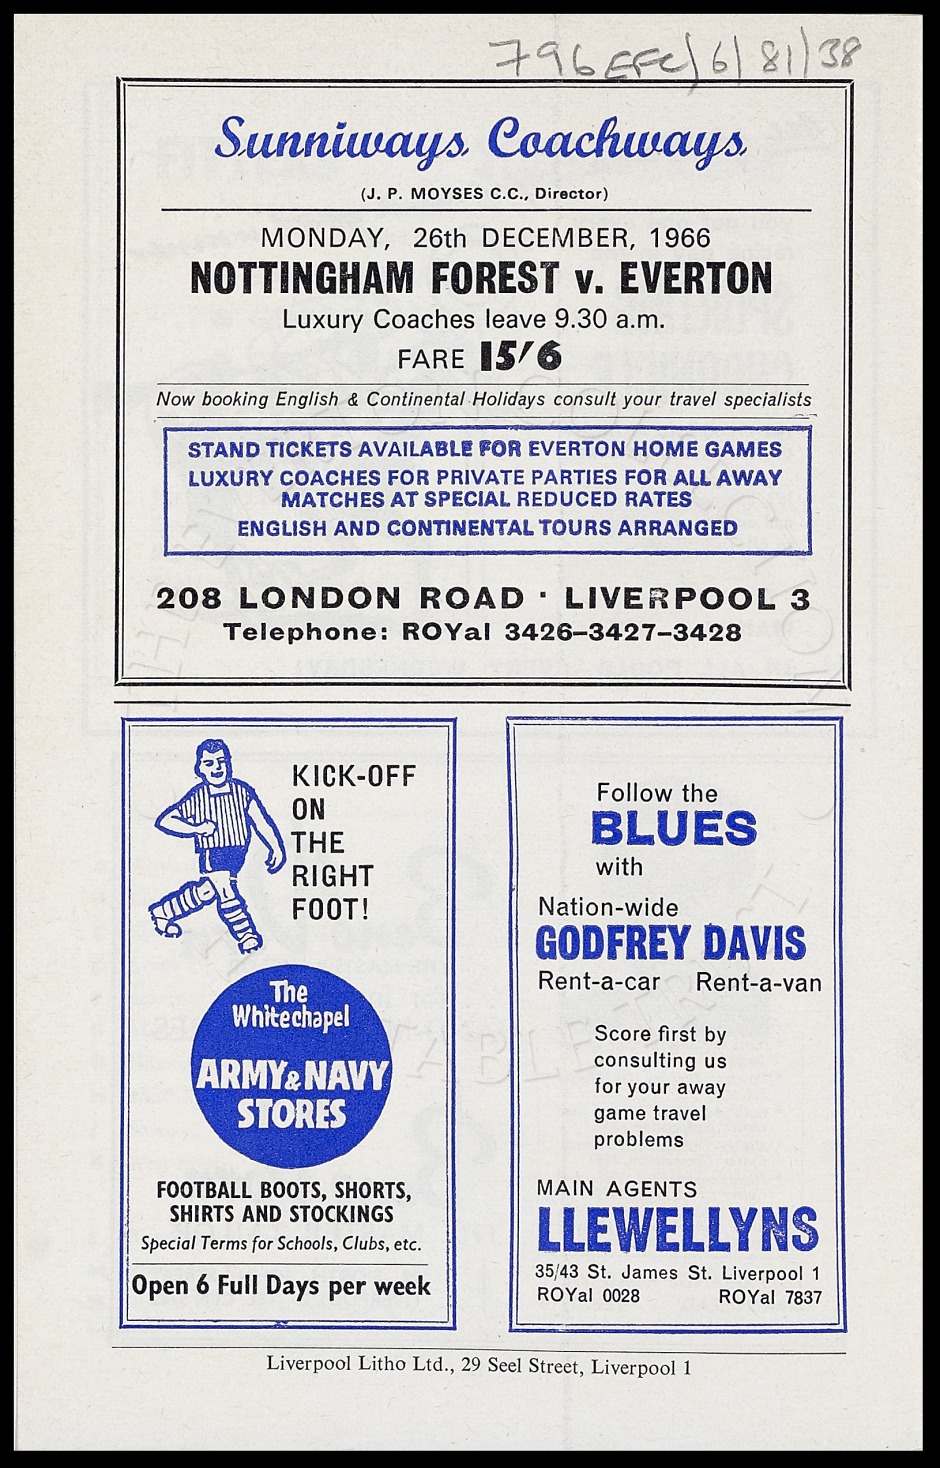 796 EFC/6/81/38
Sunniways Coachways
(J. P. MOYSES C.C., Director)
MONDAY, 26th DECEMBER, 1966
NOTTINGHAM FOREST v. EVERTON
Luxury Coaches leave 9.30 a.m.
FARE 15'6
Now booking English & Continental Holidays consult your travel specialists
STAND TICKETS AVAILABLE FOR EVERTON HOME GAMES
LUXURY COACHES FOR PRIVATE PARTIES FOR ALL AWAY
MATCHES AT SPECIAL REDUCED RATES
ENGLISH AND CONTINENTAL TOURS ARRANGED
208 LONDON ROAD · LIVERPOOL 3
Telephone: ROYal 3426–3427–3428
KICK-OFF
ON
THE
RIGHT
FOOT!
The
Whitechapel
ARMY & NAVY
STORES
FOOTBALL BOOTS, SHORTS,
SHIRTS AND STOCKINGS
Special Terms for Schools, Clubs, etc.
Open 6 Full Days per week
Follow the
BLUES
with
Nation-wide
GODFREY DAVIS
Rent-a-car Rent-a-van
Score first by
consulting us
for your away
game travel
problems
MAIN AGENTS
LLEWELLYNS
35/43 St. James St. Liverpool 1
ROYal 0028 ROYal 7837
Liverpool Litho Ltd., 29 Seel Street, Liverpool 1